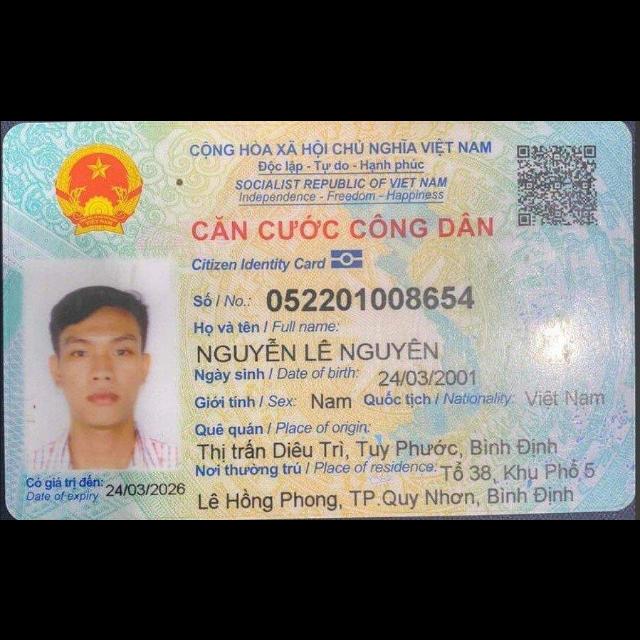 CỘNG HÒA XÃ HỘI CHỦ NGHĨA VIỆT NAM
Độc lập - Tự do - Hạnh phúc
SOCIALIST REPUBLIC OF VIET NAM
Independence - Freedom - Happiness
CĂN CƯỚC CÔNG DÂN
Citizen Identity Card
Số / No.: 052201008654
Họ và tên / Full name:
NGUYỄN LÊ NGUYÊN
Ngày sinh / Date of birth: 24/03/2001
Giới tính / Sex: Nam Quốc tịch / Nationality: Việt Nam
Quê quán / Place of origin:
Thị trấn Diêu Trì, Tuy Phước, Bình Định
Nơi thường trú / Place of residence: Tổ 38, Khu Phố 5
Lê Hồng Phong, TP.Quy Nhơn, Bình Định
Có giá trị đến: 24/03/2026
Date of expiry